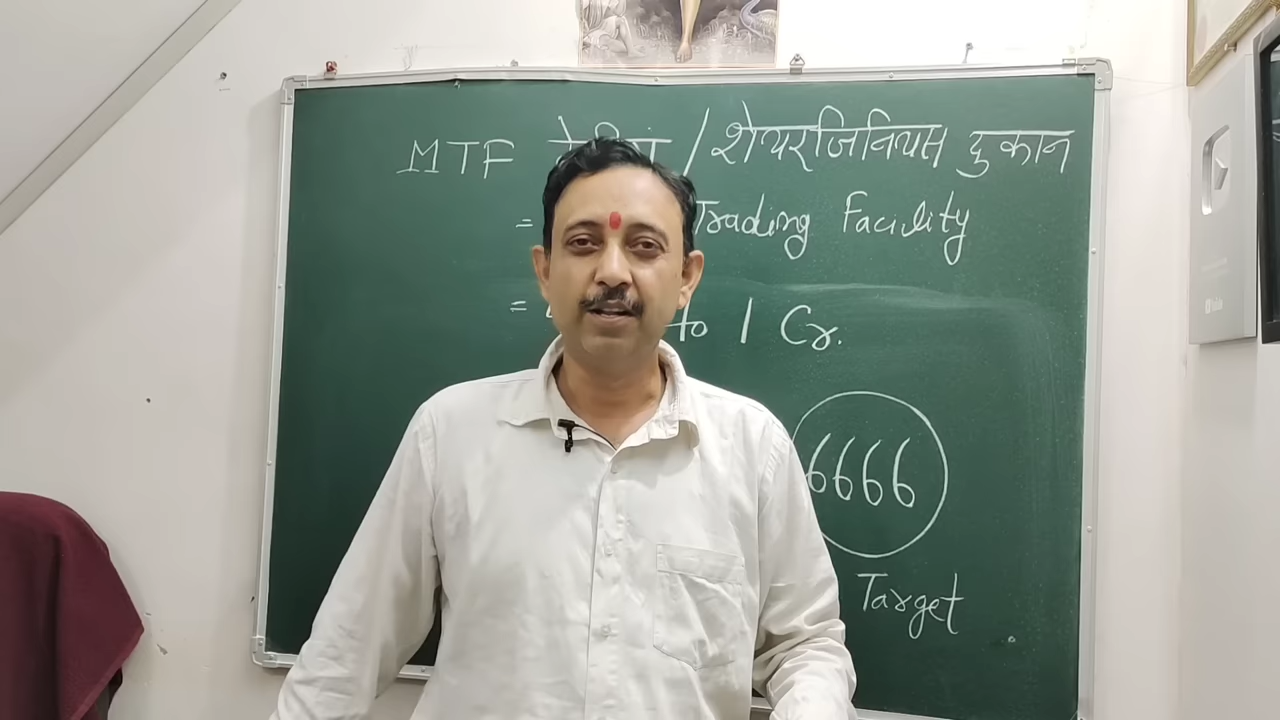 MTF / शेयरजिनियस दुकान
= Trading Facility
= to 1 Cr.
6666
Target